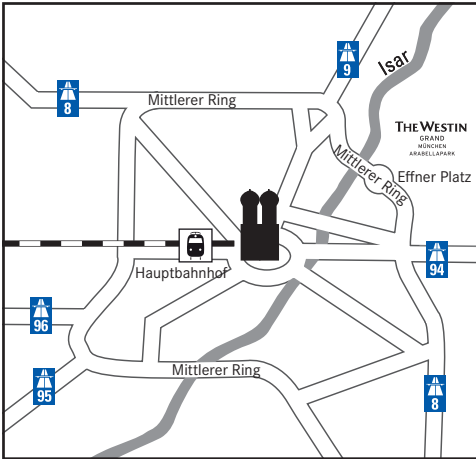 Isar
9
8
Mittlerer Ring
THE WESTIN
GRAND
MÜNCHEN
ARABELLAPARK
Mittlerer Ring
Effner Platz
94
Hauptbahnhof
96
Mittlerer Ring
95
8